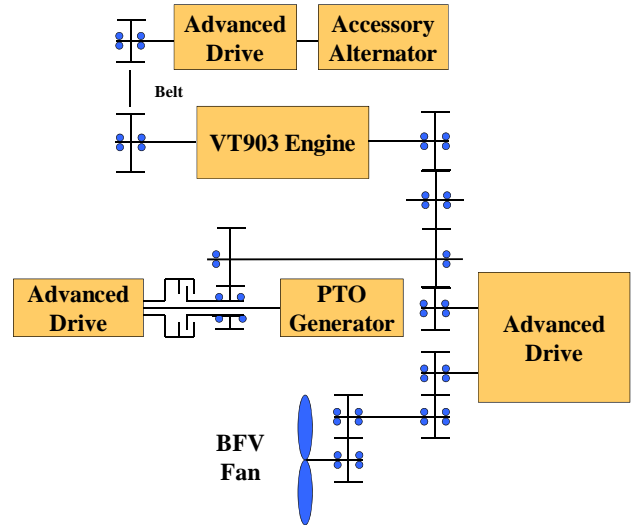 Advanced
Drive
Accessory
Alternator
Belt
VT903 Engine
Advanced
Drive
PTO
Generator
Advanced
Drive
BFV
Fan